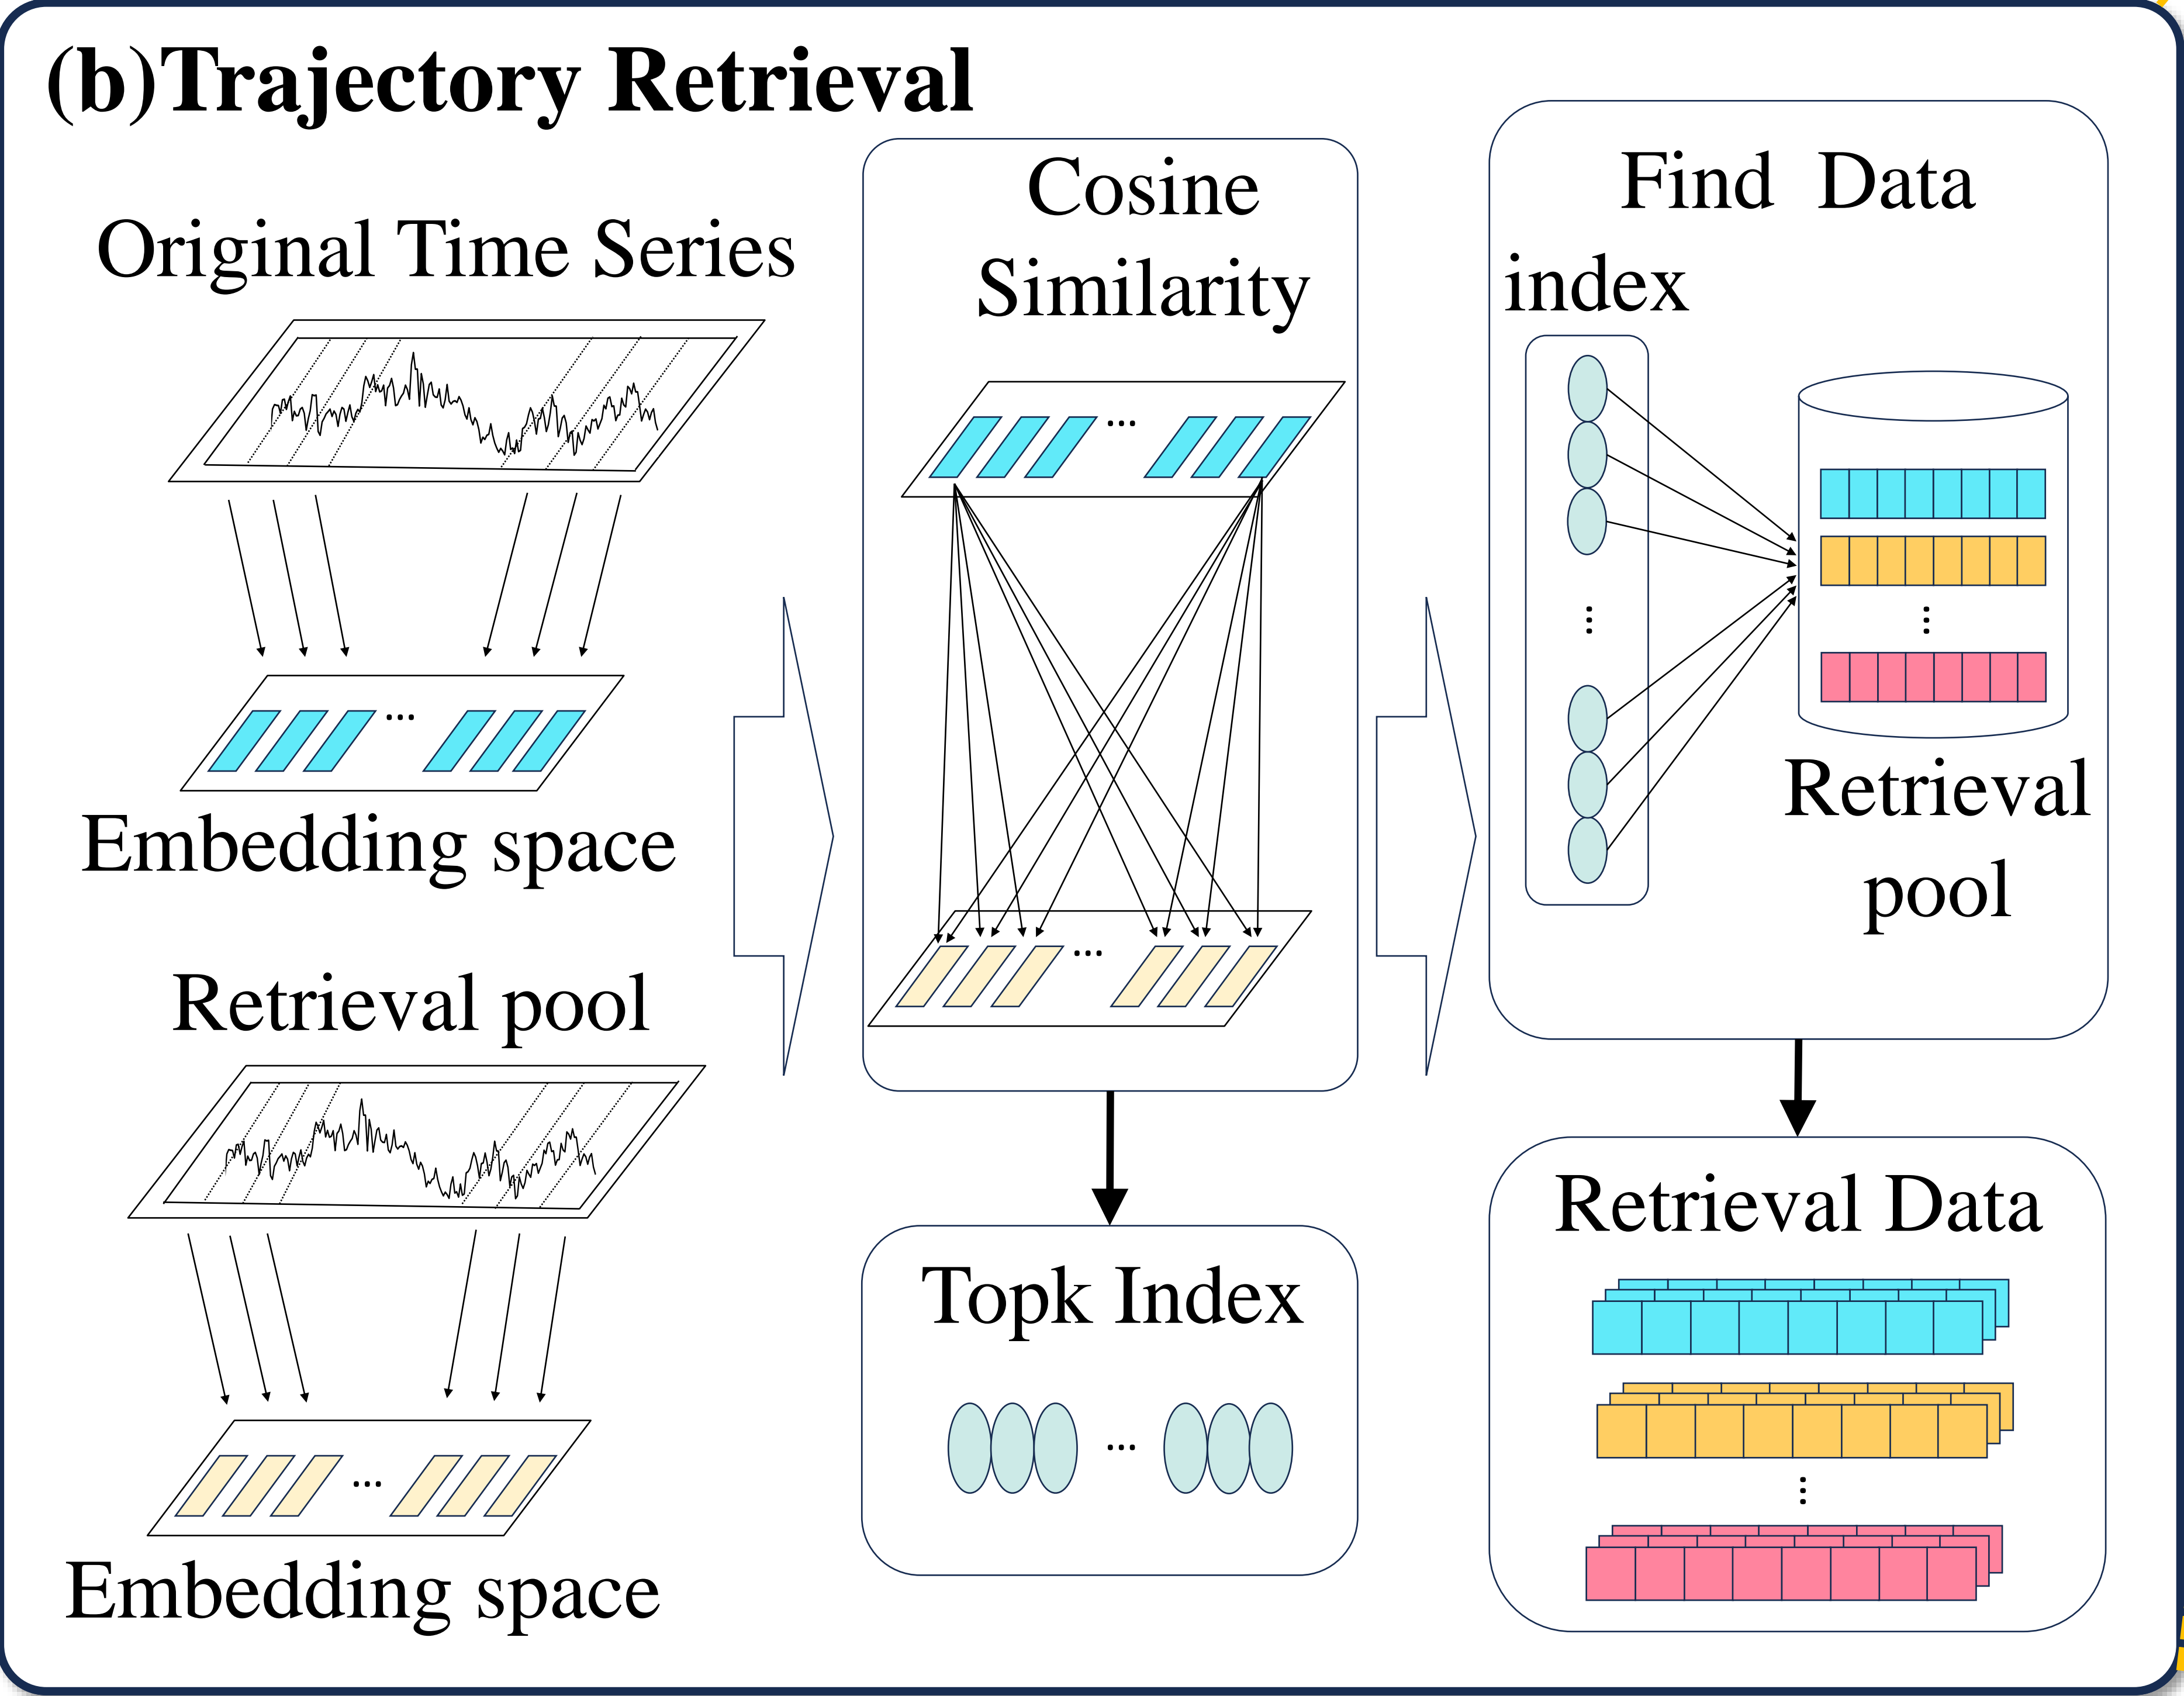 (b)Trajectory Retrieval
Original Time Series
Embedding space
Retrieval pool
Embedding space
Cosine
Similarity
Topk Index
Find Data
index
Retrieval
pool
Retrieval Data